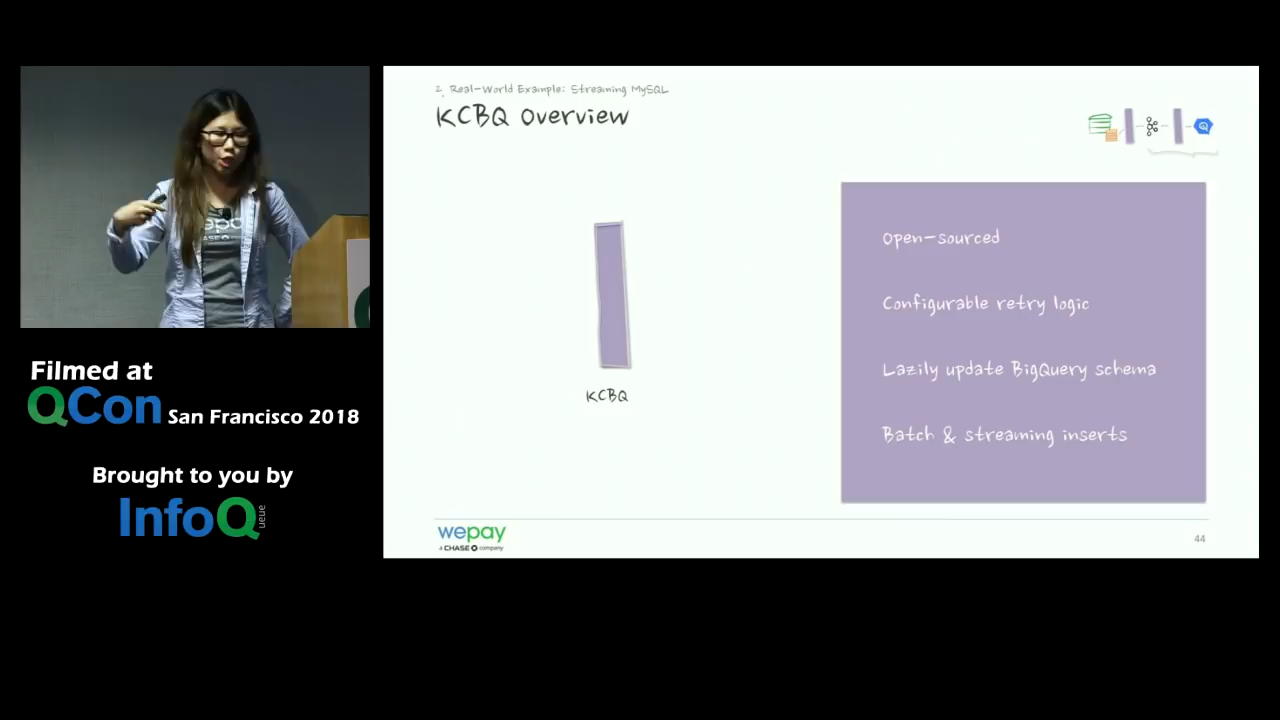 2. Real-World Example: Streaming MySQL
KCBQ Overview
Open-sourced
Configurable retry logic
Lazily update BigQuery schema
Batch & streaming inserts
KCBQ
wepay
a CHASE company
44
Filmed at
QCon San Francisco 2018
Brought to you by
InfoQ
ueue